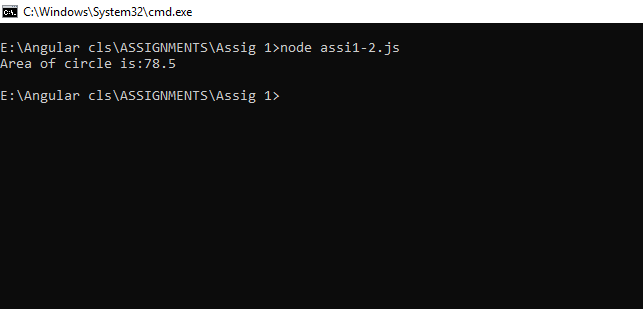 C:\Windows\System32\cmd.exe
E:\Angular cls\ASSIGNMENTS\Assig 1>node assi1-2.js
Area of circle is:78.5
E:\Angular cls\ASSIGNMENTS\Assig 1>